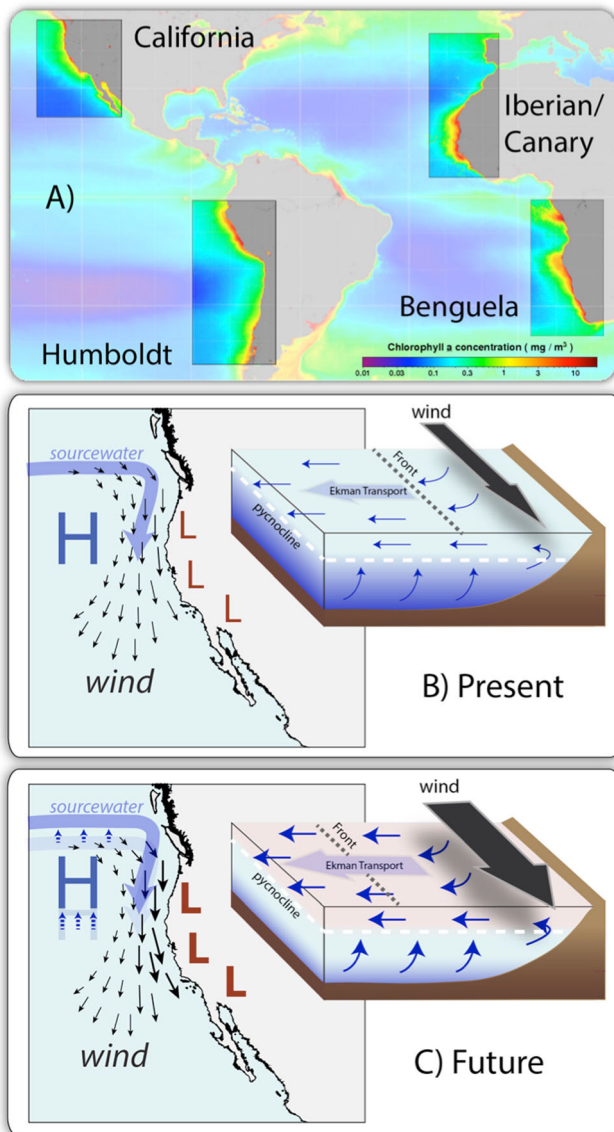 California
Iberian/
Canary
A)
Benguela
Humboldt
Chlorophyll a concentration ( mg / m³ )
0.01 0.03 0.1 0.3 1 3 10
wind
sourcewater
Front
Ekman Transport
H
pycnocline
L
L
L
wind
B) Present
wind
sourcewater
Front
Ekman Transport
H
pycnocline
L
L
L
wind
C) Future